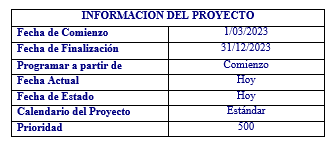 INFORMACION DEL PROYECTO
Fecha de Comienzo 1/03/2023
Fecha de Finalización 31/12/2023
Programar a partir de Comienzo
Fecha Actual Hoy
Fecha de Estado Hoy
Calendario del Proyecto Estándar
Prioridad 500